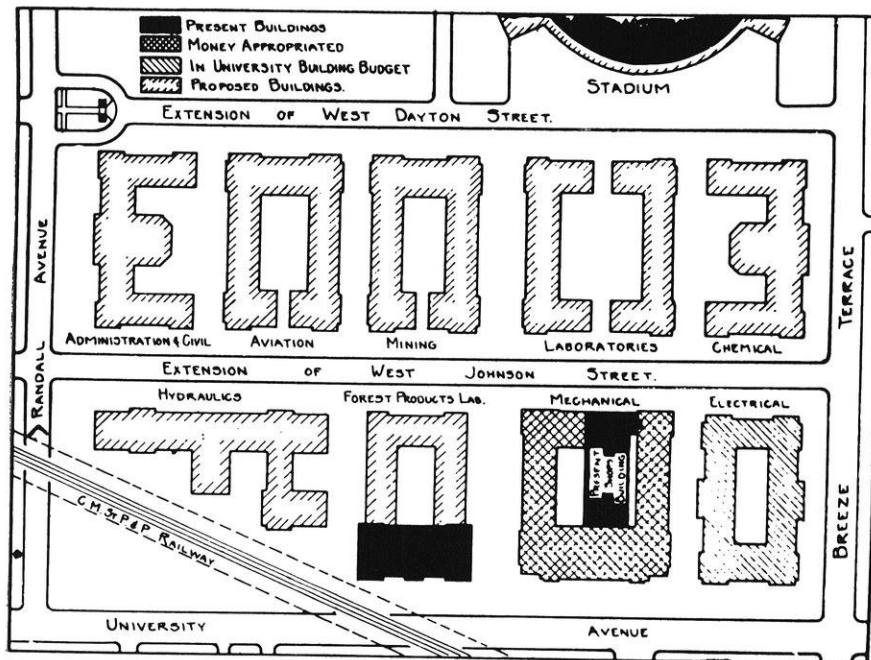 PRESENT BUILDINGS
MONEY APPROPRIATED
IN UNIVERSITY BUILDING BUDGET
PROPOSED BUILDINGS.
STADIUM
EXTENSION OF WEST DAYTON STREET.
RANDALL AVENUE
BREEZE TERRACE
ADMINISTRATION & CIVIL
AVIATION
MINING
LABORATORIES
CHEMICAL
EXTENSION OF WEST JOHNSON STREET.
HYDRAULICS
FOREST PRODUCTS LAB.
MECHANICAL
ELECTRICAL
PRESENT
SHOPS
BUILDING
C. M. ST P. & P. RAILWAY
UNIVERSITY AVENUE